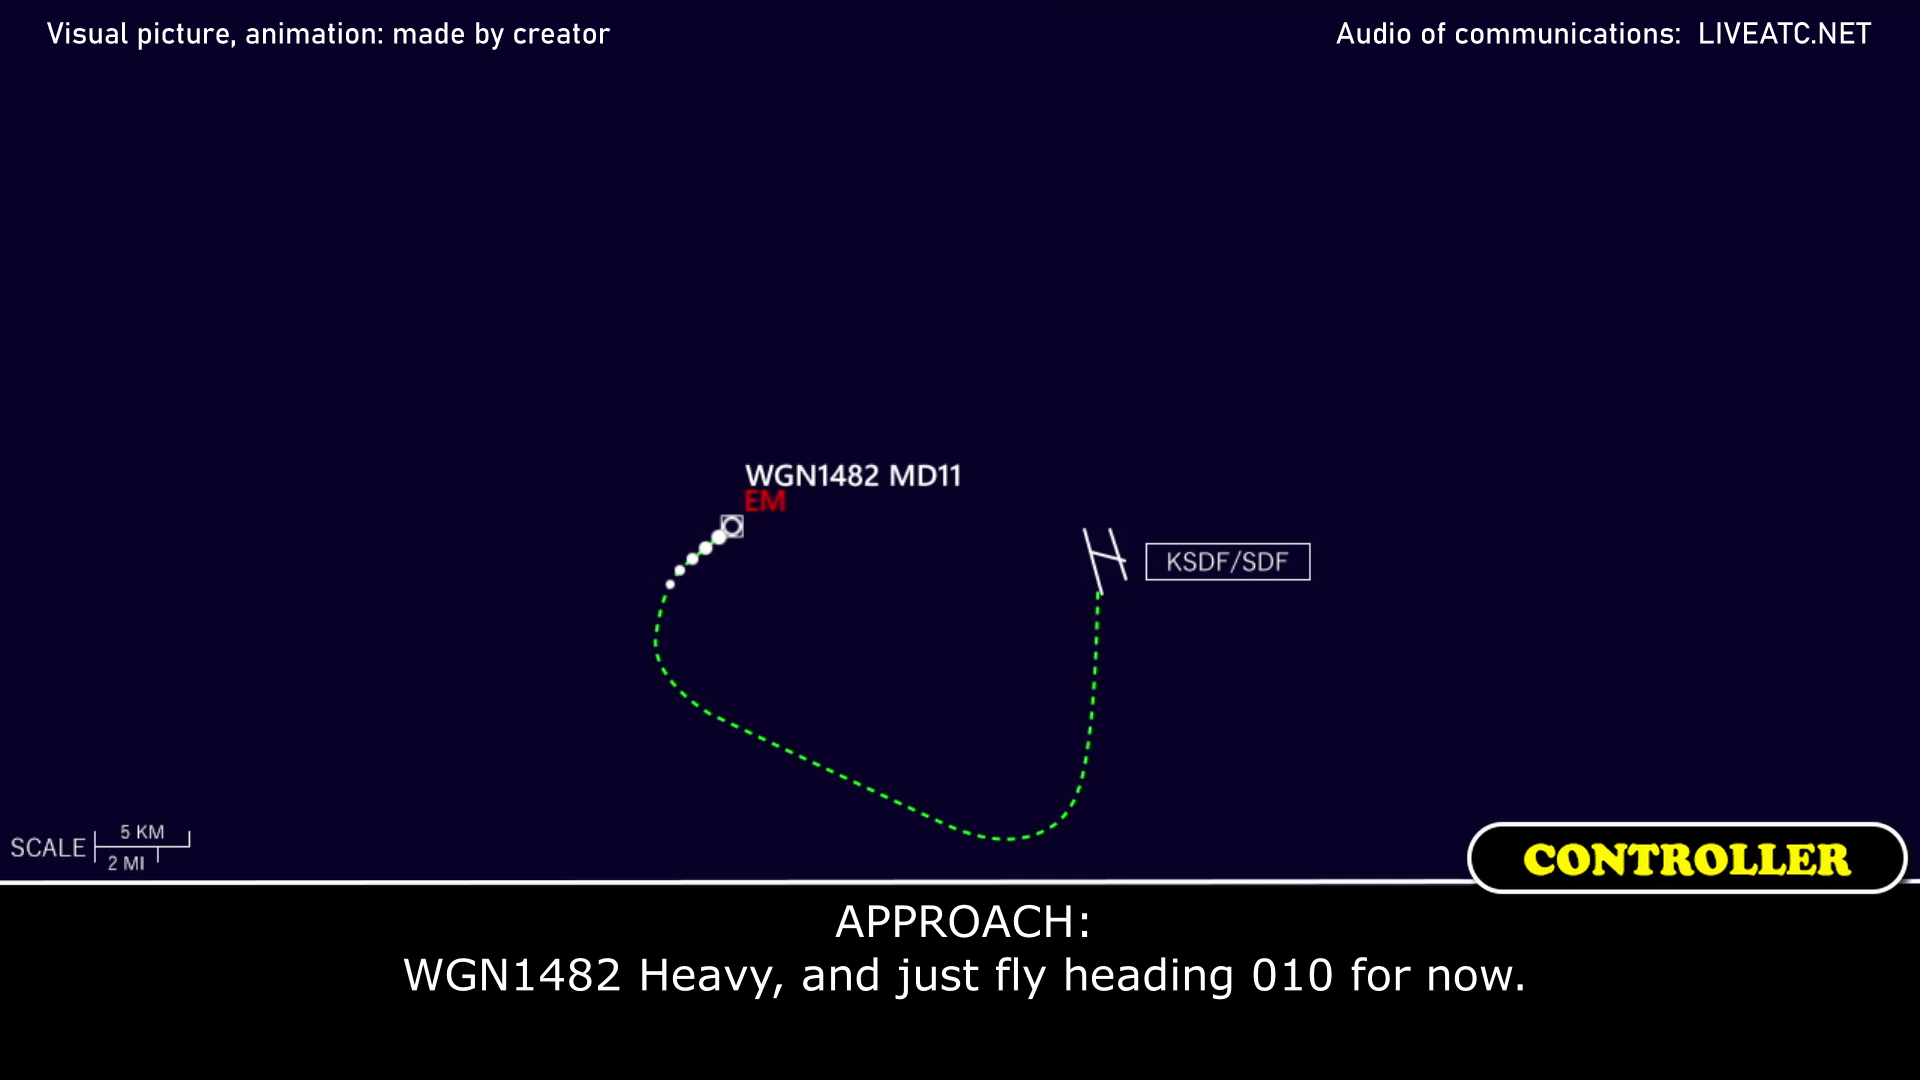 Visual picture, animation: made by creator
Audio of communications: LIVEATC.NET
WGN1482 MD11
EM
KSDF/SDF
SCALE
5 KM
2 MI
CONTROLLER
APPROACH:
WGN1482 Heavy, and just fly heading 010 for now.